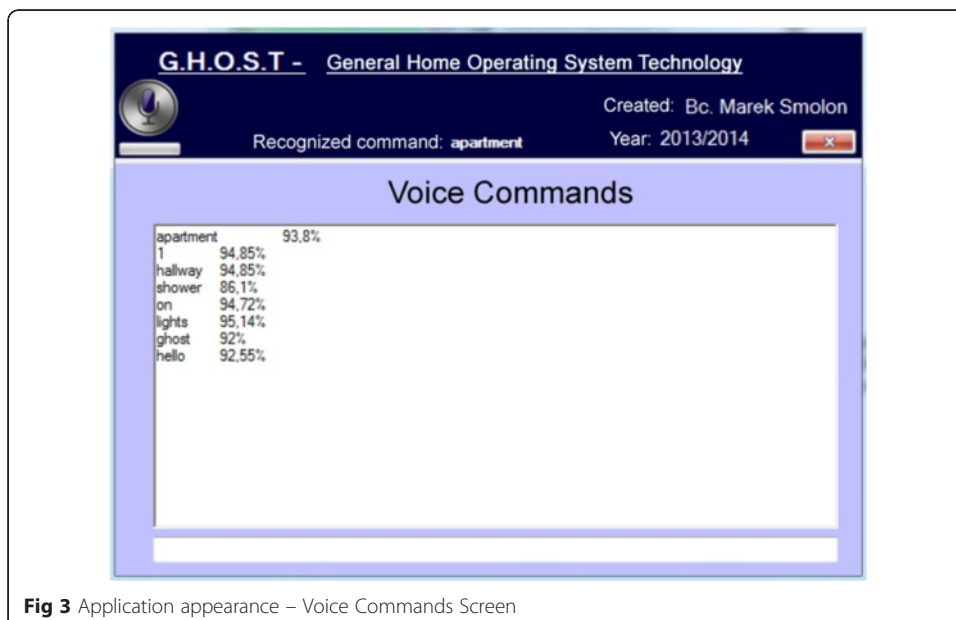 G.H.O.S.T - General Home Operating System Technology
Created: Bc. Marek Smolon
Recognized command: apartment Year: 2013/2014 x
Voice Commands
apartment 93,8%
1 94,85%
hallway 94,85%
shower 86,1%
on 94,72%
lights 95,14%
ghost 92%
hello 92,55%
Fig 3 Application appearance – Voice Commands Screen